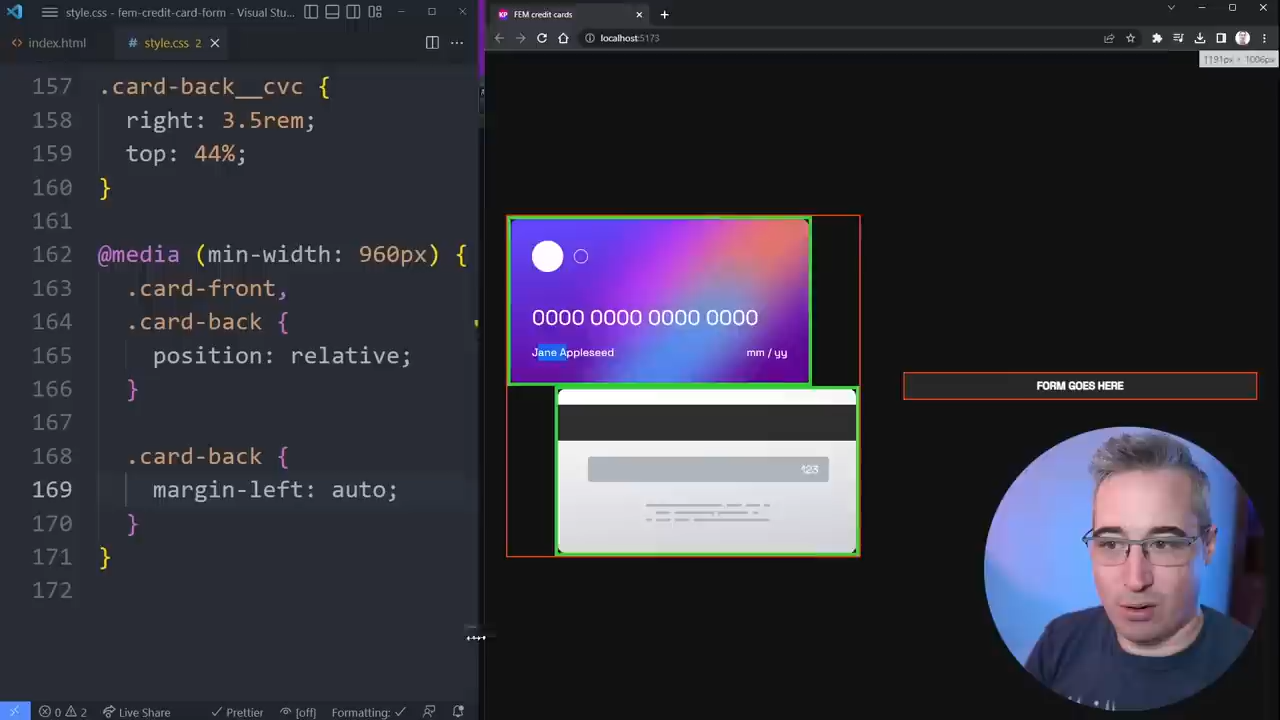 style.css - fem-credit-card-form - Visual Stu...
index.html
style.css 2
157 .card-back__cvc {
158 right: 3.5rem;
159 top: 44%;
160 }
161
162 @media (min-width: 960px) {
163 .card-front,
164 .card-back {
165 position: relative;
166 }
167
168 .card-back {
169 margin-left: auto;
170 }
171 }
172
0 2
Live Share
Prettier
[off]
Formatting:
KP FEM credit cards
localhost:5173
1191px × 1006px
0000 0000 0000 0000
Jane Appleseed mm / yy
123
FORM GOES HERE